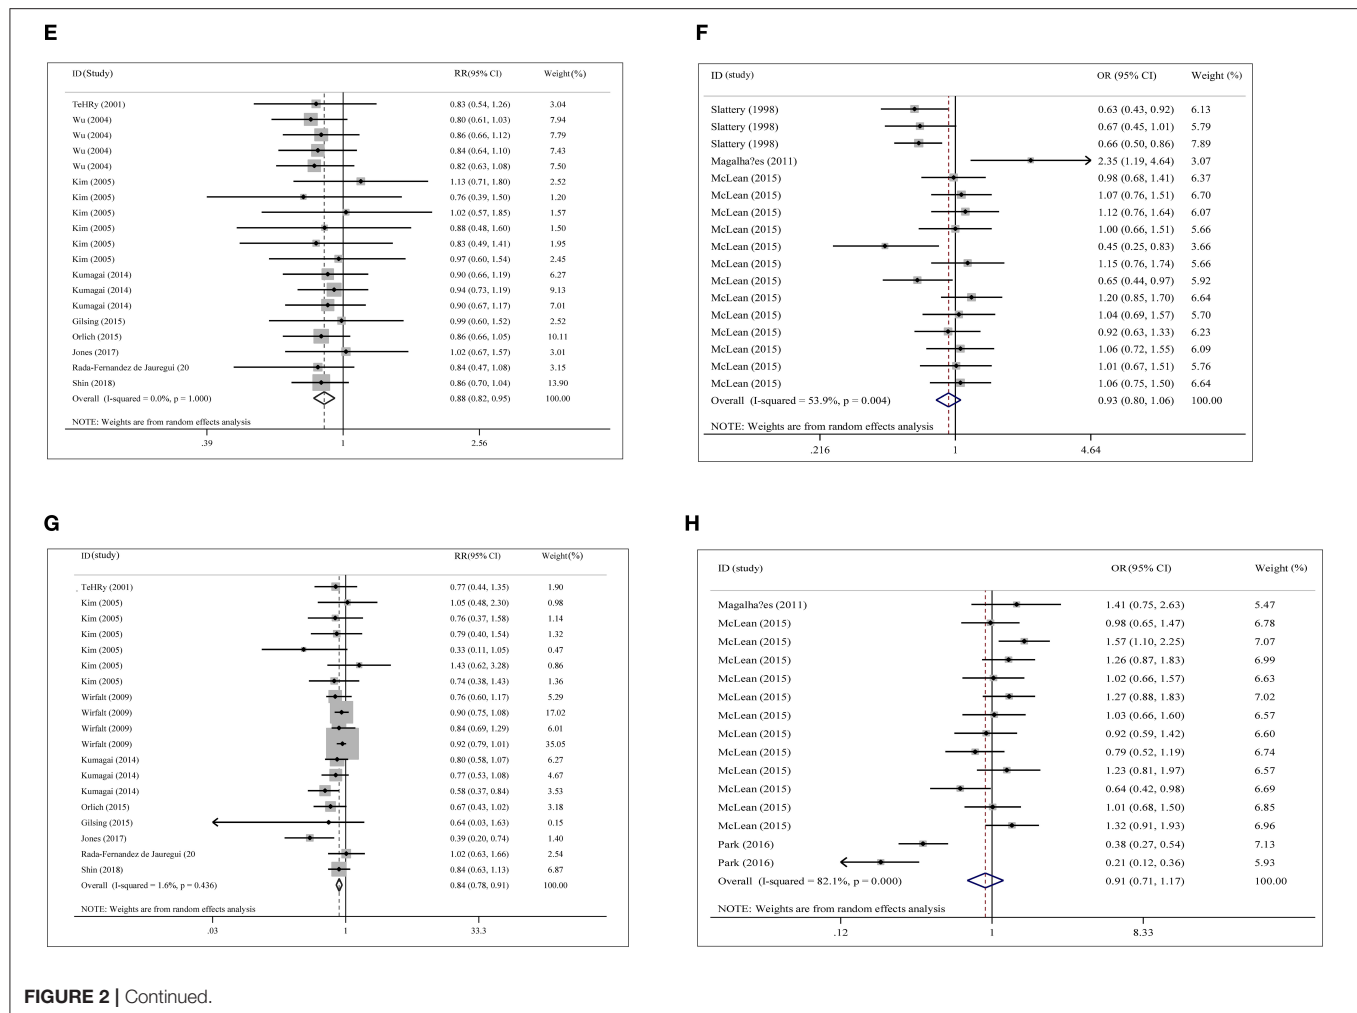 E
ID (Study) RR(95% CI) Weight (%)
TeHRy (2001) 0.83 (0.54, 1.26) 3.04
Wu (2004) 0.80 (0.61, 1.03) 7.94
Wu (2004) 0.86 (0.66, 1.12) 7.79
Wu (2004) 0.84 (0.64, 1.10) 7.43
Wu (2004) 0.82 (0.63, 1.08) 7.50
Kim (2005) 1.13 (0.71, 1.80) 2.52
Kim (2005) 0.76 (0.39, 1.50) 1.20
Kim (2005) 1.02 (0.57, 1.85) 1.57
Kim (2005) 0.88 (0.48, 1.60) 1.50
Kim (2005) 0.83 (0.49, 1.41) 1.95
Kim (2005) 0.97 (0.60, 1.54) 2.45
Kumagai (2014) 0.90 (0.66, 1.19) 6.27
Kumagai (2014) 0.94 (0.73, 1.19) 9.13
Kumagai (2014) 0.90 (0.67, 1.17) 7.01
Gilsing (2015) 0.99 (0.60, 1.52) 2.52
Orlich (2015) 0.86 (0.66, 1.05) 10.11
Jones (2017) 1.02 (0.67, 1.57) 3.01
Rada-Fernandez de Jauregui (20 0.84 (0.47, 1.08) 3.15
Shin (2018) 0.86 (0.70, 1.04) 13.90
Overall (I-squared = 0.0%, p = 1.000) 0.88 (0.82, 0.95) 100.00
NOTE: Weights are from random effects analysis
.39 1 2.56
F
ID (study) OR (95% CI) Weight (%)
Slattery (1998) 0.63 (0.43, 0.92) 6.13
Slattery (1998) 0.67 (0.45, 1.01) 5.79
Slattery (1998) 0.66 (0.50, 0.86) 7.89
Magalha?es (2011) 2.35 (1.19, 4.64) 3.07
McLean (2015) 0.98 (0.68, 1.41) 6.37
McLean (2015) 1.07 (0.76, 1.51) 6.70
McLean (2015) 1.12 (0.76, 1.64) 6.07
McLean (2015) 1.00 (0.66, 1.51) 5.66
McLean (2015) 0.45 (0.25, 0.83) 3.66
McLean (2015) 1.15 (0.76, 1.74) 5.66
McLean (2015) 0.65 (0.44, 0.97) 5.92
McLean (2015) 1.20 (0.85, 1.70) 6.64
McLean (2015) 1.04 (0.69, 1.57) 5.70
McLean (2015) 0.92 (0.63, 1.33) 6.23
McLean (2015) 1.06 (0.72, 1.55) 6.09
McLean (2015) 1.01 (0.67, 1.51) 5.76
McLean (2015) 1.06 (0.75, 1.50) 6.64
Overall (I-squared = 53.9%, p = 0.004) 0.93 (0.80, 1.06) 100.00
NOTE: Weights are from random effects analysis
.216 1 4.64
G
ID (study) RR(95% CI) Weight(%)
TeHRy (2001) 0.77 (0.44, 1.35) 1.90
Kim (2005) 1.05 (0.48, 2.30) 0.98
Kim (2005) 0.76 (0.37, 1.58) 1.14
Kim (2005) 0.79 (0.40, 1.54) 1.32
Kim (2005) 0.33 (0.11, 1.05) 0.47
Kim (2005) 1.43 (0.62, 3.28) 0.86
Kim (2005) 0.74 (0.38, 1.43) 1.36
Wirfalt (2009) 0.76 (0.60, 1.17) 5.29
Wirfalt (2009) 0.90 (0.75, 1.08) 17.02
Wirfalt (2009) 0.84 (0.69, 1.29) 6.01
Wirfalt (2009) 0.92 (0.79, 1.01) 35.05
Kumagai (2014) 0.80 (0.58, 1.07) 6.27
Kumagai (2014) 0.77 (0.53, 1.08) 4.67
Kumagai (2014) 0.58 (0.37, 0.84) 3.53
Orlich (2015) 0.67 (0.43, 1.02) 3.18
Gilsing (2015) 0.64 (0.03, 1.63) 0.15
Jones (2017) 0.39 (0.20, 0.74) 1.40
Rada-Fernandez de Jauregui (20 1.02 (0.63, 1.66) 2.54
Shin (2018) 0.84 (0.63, 1.13) 6.87
Overall (I-squared = 1.6%, p = 0.436) 0.84 (0.78, 0.91) 100.00
NOTE: Weights are from random effects analysis
.03 1 33.3
H
ID (study) OR (95% CI) Weight (%)
Magalha?es (2011) 1.41 (0.75, 2.63) 5.47
McLean (2015) 0.98 (0.65, 1.47) 6.78
McLean (2015) 1.57 (1.10, 2.25) 7.07
McLean (2015) 1.26 (0.87, 1.83) 6.99
McLean (2015) 1.02 (0.66, 1.57) 6.63
McLean (2015) 1.27 (0.88, 1.83) 7.02
McLean (2015) 1.03 (0.66, 1.60) 6.57
McLean (2015) 0.92 (0.59, 1.42) 6.60
McLean (2015) 0.79 (0.52, 1.19) 6.74
McLean (2015) 1.23 (0.81, 1.97) 6.57
McLean (2015) 0.64 (0.42, 0.98) 6.69
McLean (2015) 1.01 (0.68, 1.50) 6.85
McLean (2015) 1.32 (0.91, 1.93) 6.96
Park (2016) 0.38 (0.27, 0.54) 7.13
Park (2016) 0.21 (0.12, 0.36) 5.93
Overall (I-squared = 82.1%, p = 0.000) 0.91 (0.71, 1.17) 100.00
NOTE: Weights are from random effects analysis
.12 1 8.33
FIGURE 2 | Continued.